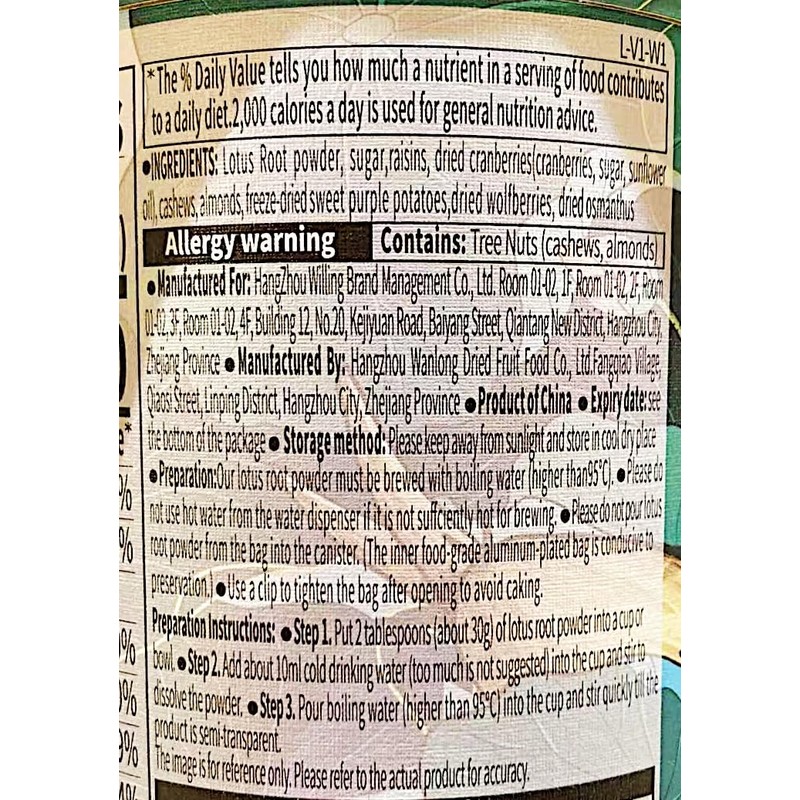 L-V1-W1
*The % Daily Value tells you how much a nutrient in a serving of food contributes
to a daily diet.2,000 calories a day is used for general nutrition advice.
●INGREDIENTS: Lotus Root powder, sugar,raisins, dried cranberries(cranberries, sugar, sunflower
oil), cashews, almonds, freeze-dried sweet purple potatoes,dried wolfberries, dried osmanthus
Allergy warning Contains: Tree Nuts (cashews, almonds)
●Manufactured For: HangZhou Willing Brand Management Co., Ltd. Room 01-02, 1F, Room 01-02, 2F, Room
01-02, 3F, Room 01-02, 4F, Building 12, No.20, Kejiyuan Road, Baiyang Street, Qiantang New District, Hangzhou City,
Zhejiang Province ●Manufactured By: Hangzhou Wanlong Dried Fruit Food Co., Ltd.Fangqiao Village,
Qiaosi Street, Linping District, Hangzhou City, Zhejiang Province ●Product of China ●Expiry date: see
the bottom of the package ●Storage method: Please keep away from sunlight and store in cool dry place
●Preparation:Our lotus root powder must be brewed with boiling water (higher than95°C). ●Please do
not use hot water from the water dispenser if it is not suffciently hot for brewing. ●Please do not pour lotus
root powder from the bag into the canister. (The inner food-grade aluminum-plated bag is conducive to
preservation.) ●Use a clip to tighten the bag after opening to avoid caking.
Preparation Instructions: ●Step 1. Put 2 tablespoons (about 30g) of lotus root powder into a cup or
bowl. ●Step 2. Add about 10ml cold drinking water (too much is not suggested) into the cup and stir to
dissolve the powder. ●Step 3. Pour boiling water (higher than 95°C) into the cup and stir quickly till the
product is semi-transparent.
The image is for reference only. Please refer to the actual product for accuracy.